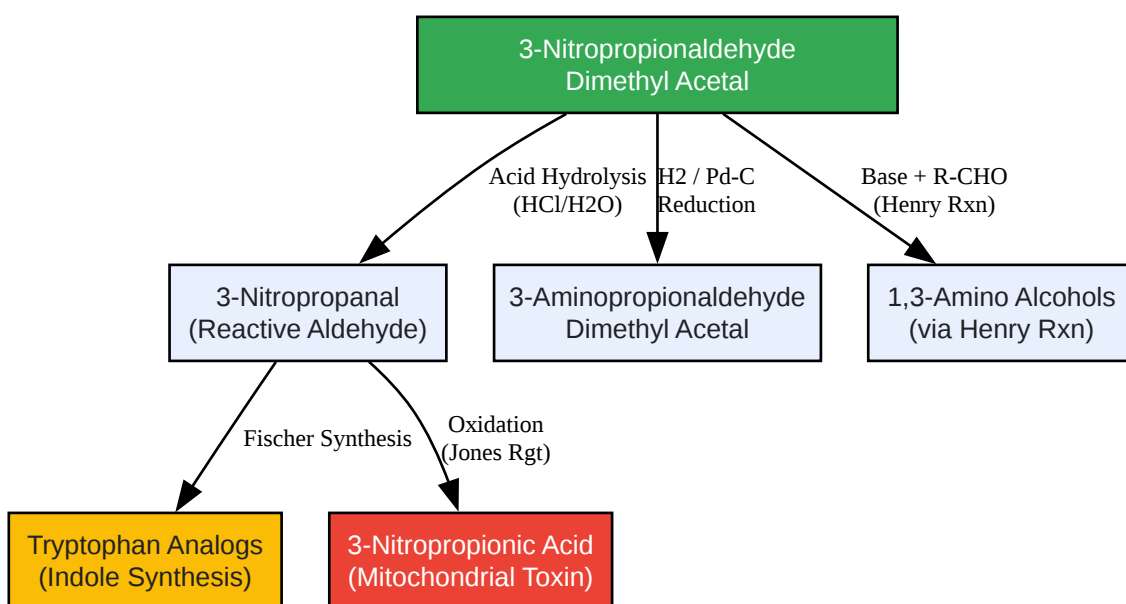 3-Nitropropionaldehyde
Dimethyl Acetal
Acid Hydrolysis
(HCl/H2O)
H2 / Pd-C
Reduction
Base + R-CHO
(Henry Rxn)
3-Nitropropanal
(Reactive Aldehyde)
3-Aminopropionaldehyde
Dimethyl Acetal
1,3-Amino Alcohols
(via Henry Rxn)
Fischer Synthesis
Oxidation
(Jones Rgt)
Tryptophan Analogs
(Indole Synthesis)
3-Nitropropionic Acid
(Mitochondrial Toxin)